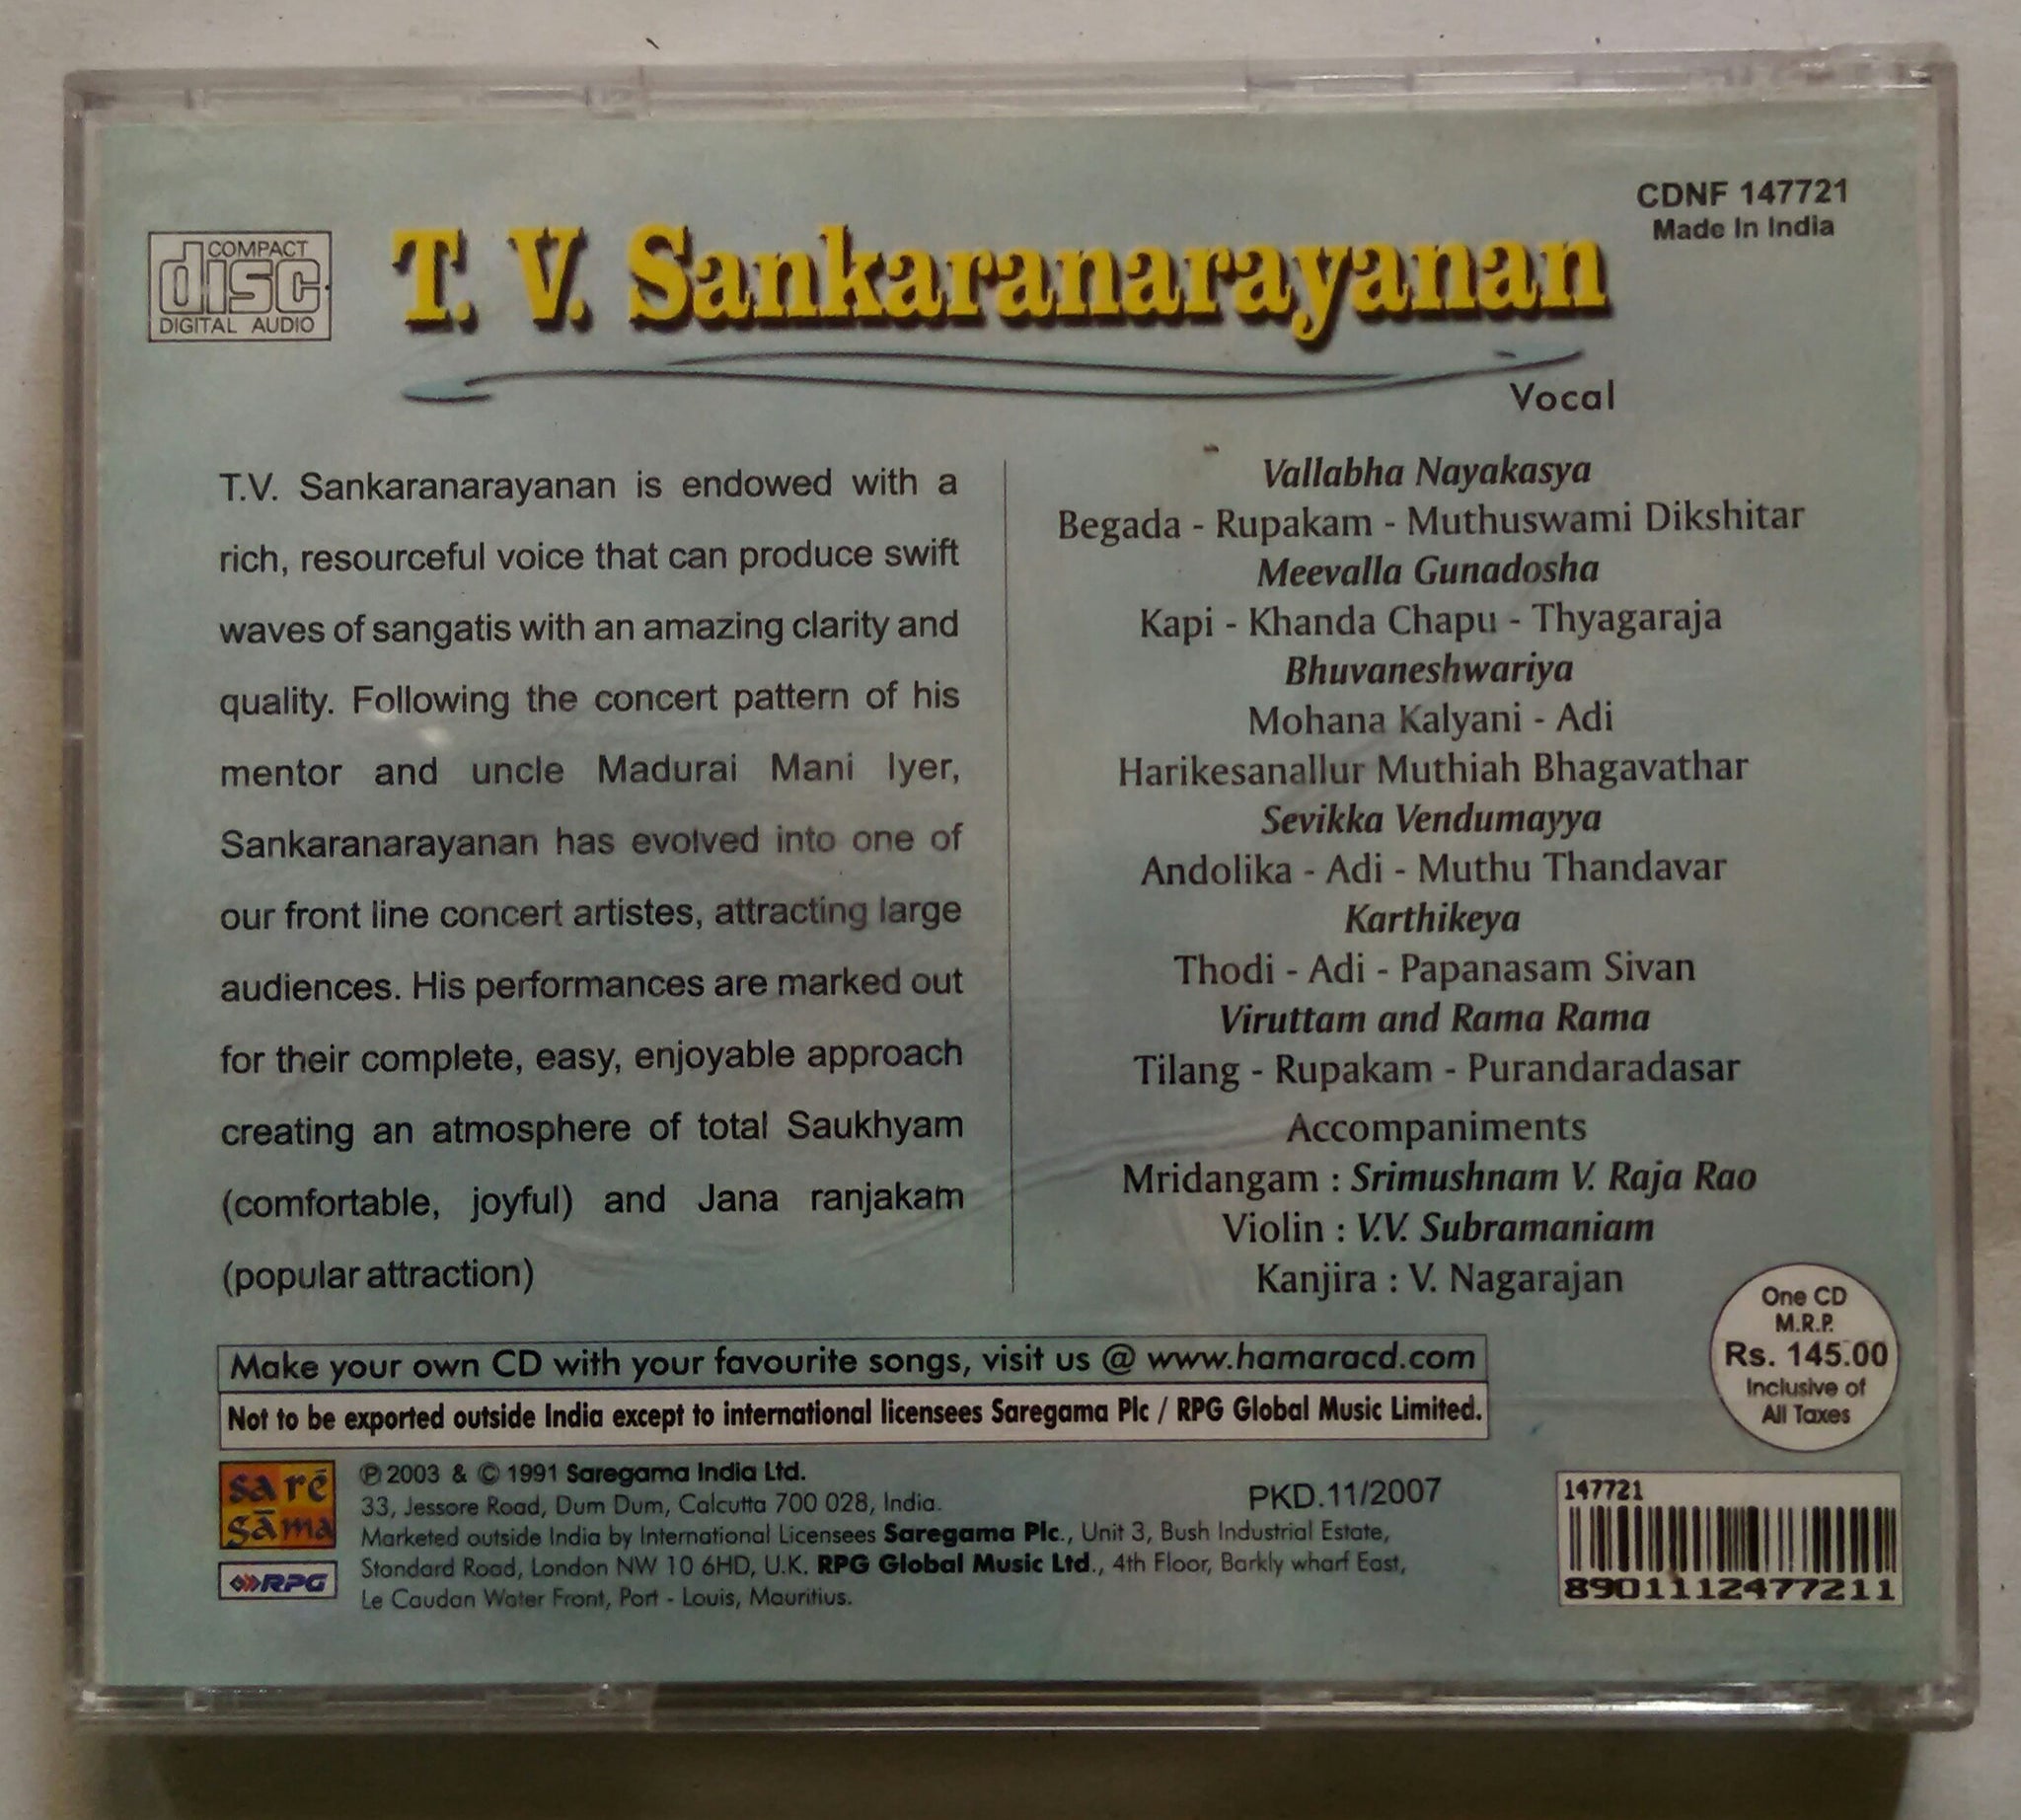 CDNF 147721
Made In India
COMPACT
disc
DIGITAL AUDIO
T. V. Sankaranarayanan
Vocal
T.V. Sankaranarayanan is endowed with a
rich, resourceful voice that can produce swift
waves of sangatis with an amazing clarity and
quality. Following the concert pattern of his
mentor and uncle Madurai Mani Iyer,
Sankaranarayanan has evolved into one of
our front line concert artistes, attracting large
audiences. His performances are marked out
for their complete, easy, enjoyable approach
creating an atmosphere of total Saukhyam
(comfortable, joyful) and Jana ranjakam
(popular attraction)
Vallabha Nayakasya
Begada - Rupakam - Muthuswami Dikshitar
Meevalla Gunadosha
Kapi - Khanda Chapu - Thyagaraja
Bhuvaneshwariya
Mohana Kalyani - Adi
Harikesanallur Muthiah Bhagavathar
Sevikka Vendumayya
Andolika - Adi - Muthu Thandavar
Karthikeya
Thodi - Adi - Papanasam Sivan
Viruttam and Rama Rama
Tilang - Rupakam - Purandaradasar
Accompaniments
Mridangam : Srimushnam V. Raja Rao
Violin : V.V. Subramaniam
Kanjira : V. Nagarajan
One CD
M.R.P.
Rs. 145.00
Inclusive of
All Taxes
Make your own CD with your favourite songs, visit us @ www.hamaracd.com
Not to be exported outside India except to international licensees Saregama Plc / RPG Global Music Limited.
sa rē
gāma
RPG
℗ 2003 & © 1991 Saregama India Ltd.
33, Jessore Road, Dum Dum, Calcutta 700 028, India.
Marketed outside India by International Licensees Saregama Plc., Unit 3, Bush Industrial Estate,
Standard Road, London NW 10 6HD, U.K. RPG Global Music Ltd., 4th Floor, Barkly wharf East,
Le Caudan Water Front, Port - Louis, Mauritius.
PKD.11/2007
147721
8901112477211